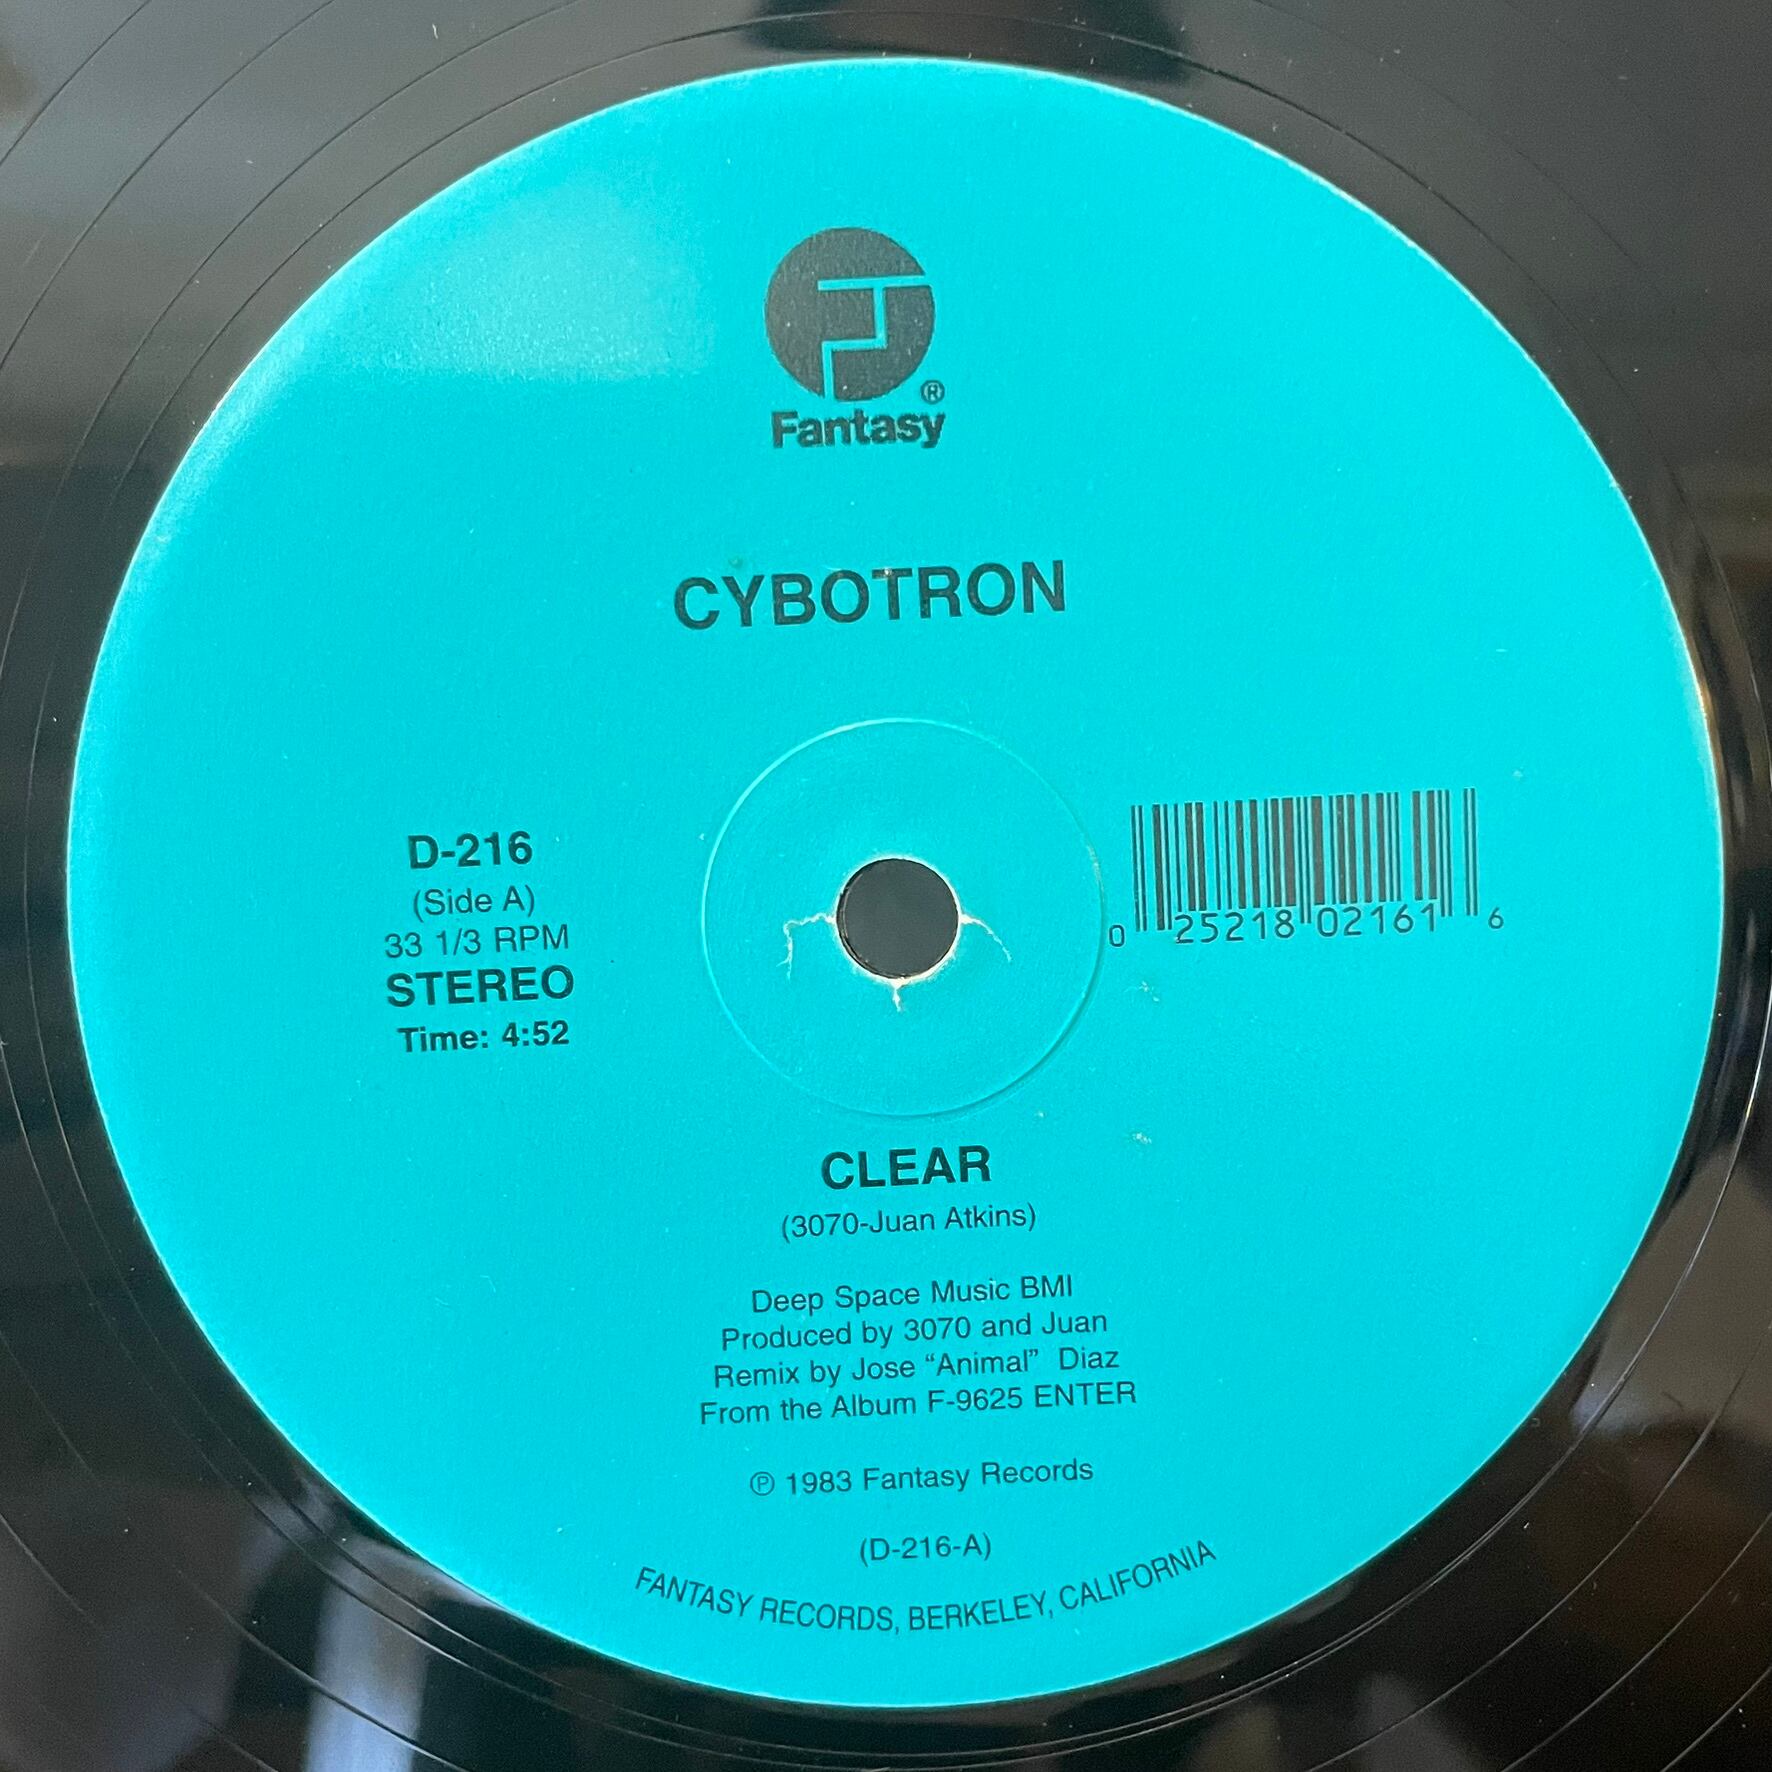 ®
Fantasy
CYBOTRON
D-216
(Side A)
33 1/3 RPM
STEREO
Time: 4:52
0 25218 02161 6
CLEAR
(3070-Juan Atkins)
Deep Space Music BMI
Produced by 3070 and Juan
Remix by Jose “Animal” Diaz
From the Album F-9625 ENTER
℗ 1983 Fantasy Records
(D-216-A)
FANTASY RECORDS, BERKELEY, CALIFORNIA